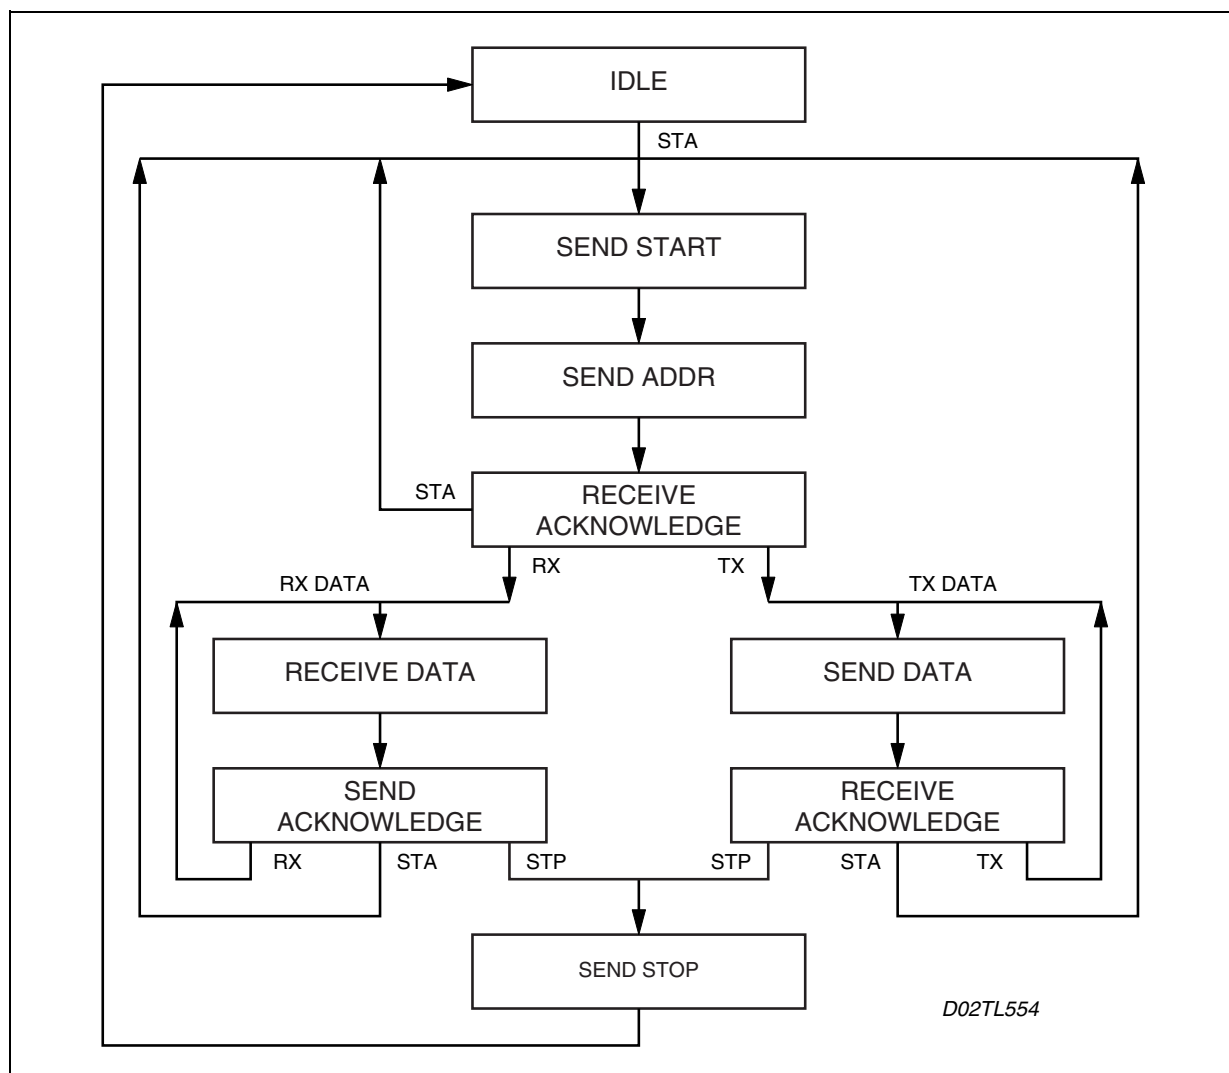 IDLE
STA
SEND START
SEND ADDR
STA
RECEIVE
ACKNOWLEDGE
RX
TX
RX DATA
TX DATA
RECEIVE DATA
SEND DATA
SEND
ACKNOWLEDGE
RECEIVE
ACKNOWLEDGE
RX
STA
STP
STP
STA
TX
SEND STOP
D02TL554